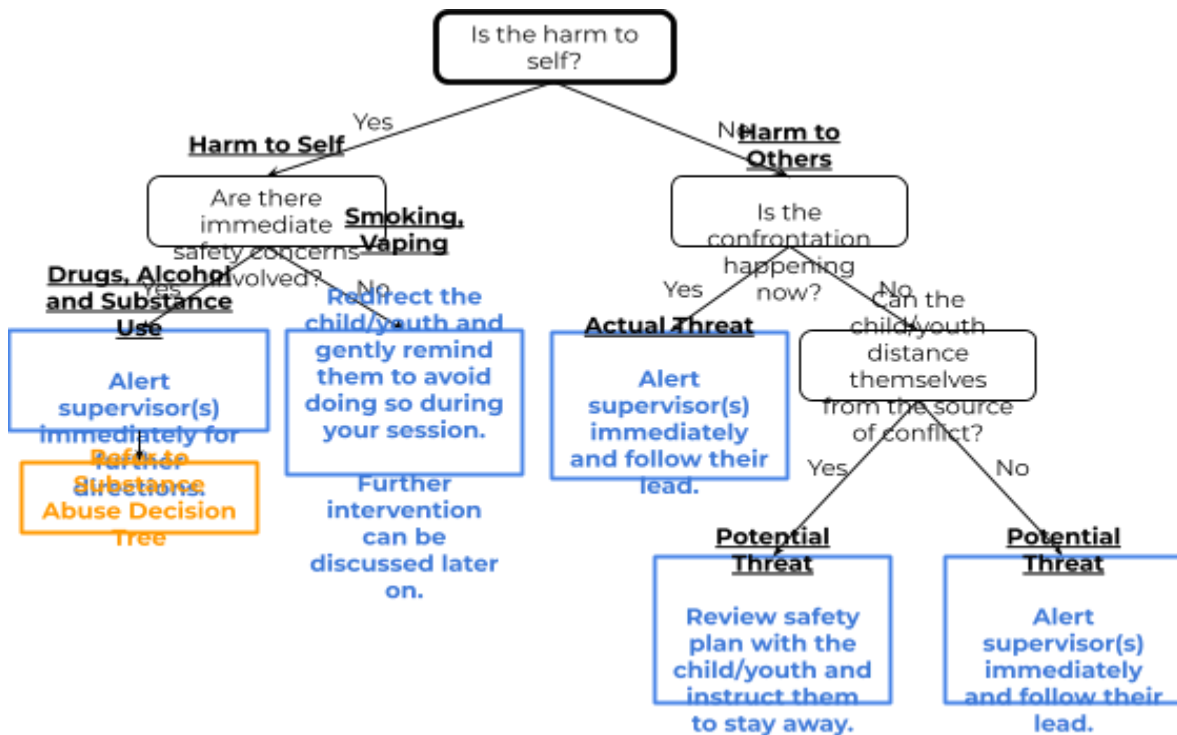 Is the harm to
self?
Yes
No
Harm to Self
Harm to
Others
Are there
immediate
safety concerns
involved?
Smoking,
Vaping
Is the
confrontation
happening
now?
Yes
No
Yes
No
Drugs, Alcohol
and Substance
Use
Alert
supervisor(s)
immediately for
further
directions.
Refer to
Substance
Abuse Decision
Tree
Redirect the
child/youth and
gently remind
them to avoid
doing so during
your session.
Further
intervention
can be
discussed later
on.
Actual Threat
Alert
supervisor(s)
immediately
and follow their
lead.
Can the
child/youth
distance
themselves
from the source
of conflict?
Yes
No
Potential
Threat
Review safety
plan with the
child/youth and
instruct them
to stay away.
Potential
Threat
Alert
supervisor(s)
immediately
and follow their
lead.